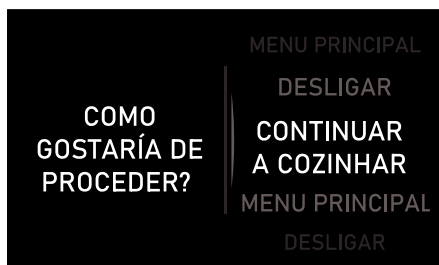 COMO
GOSTARÍA DE
PROCEDER?
MENU PRINCIPAL
DESLIGAR
CONTINUAR
A COZINHAR
MENU PRINCIPAL
DESLIGAR